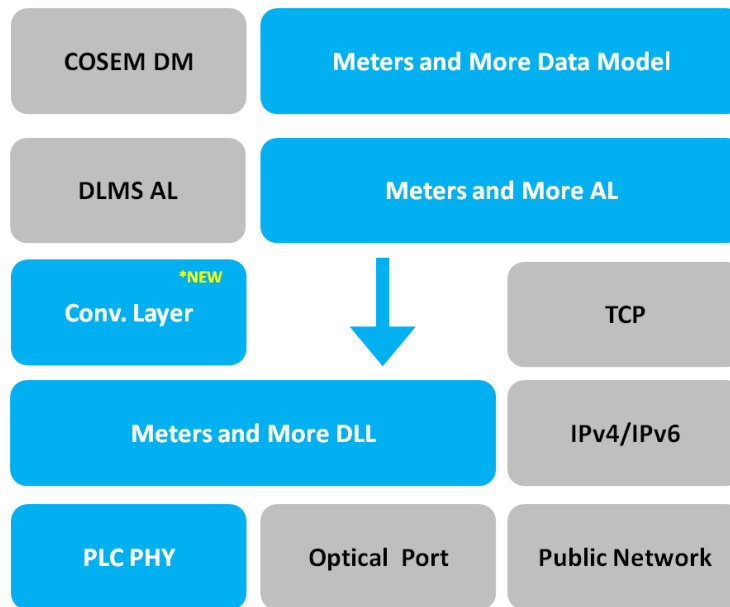 COSEM DM
Meters and More Data Model
DLMS AL
Meters and More AL
*NEW
Conv. Layer
TCP
Meters and More DLL
IPv4/IPv6
PLC PHY
Optical Port
Public Network